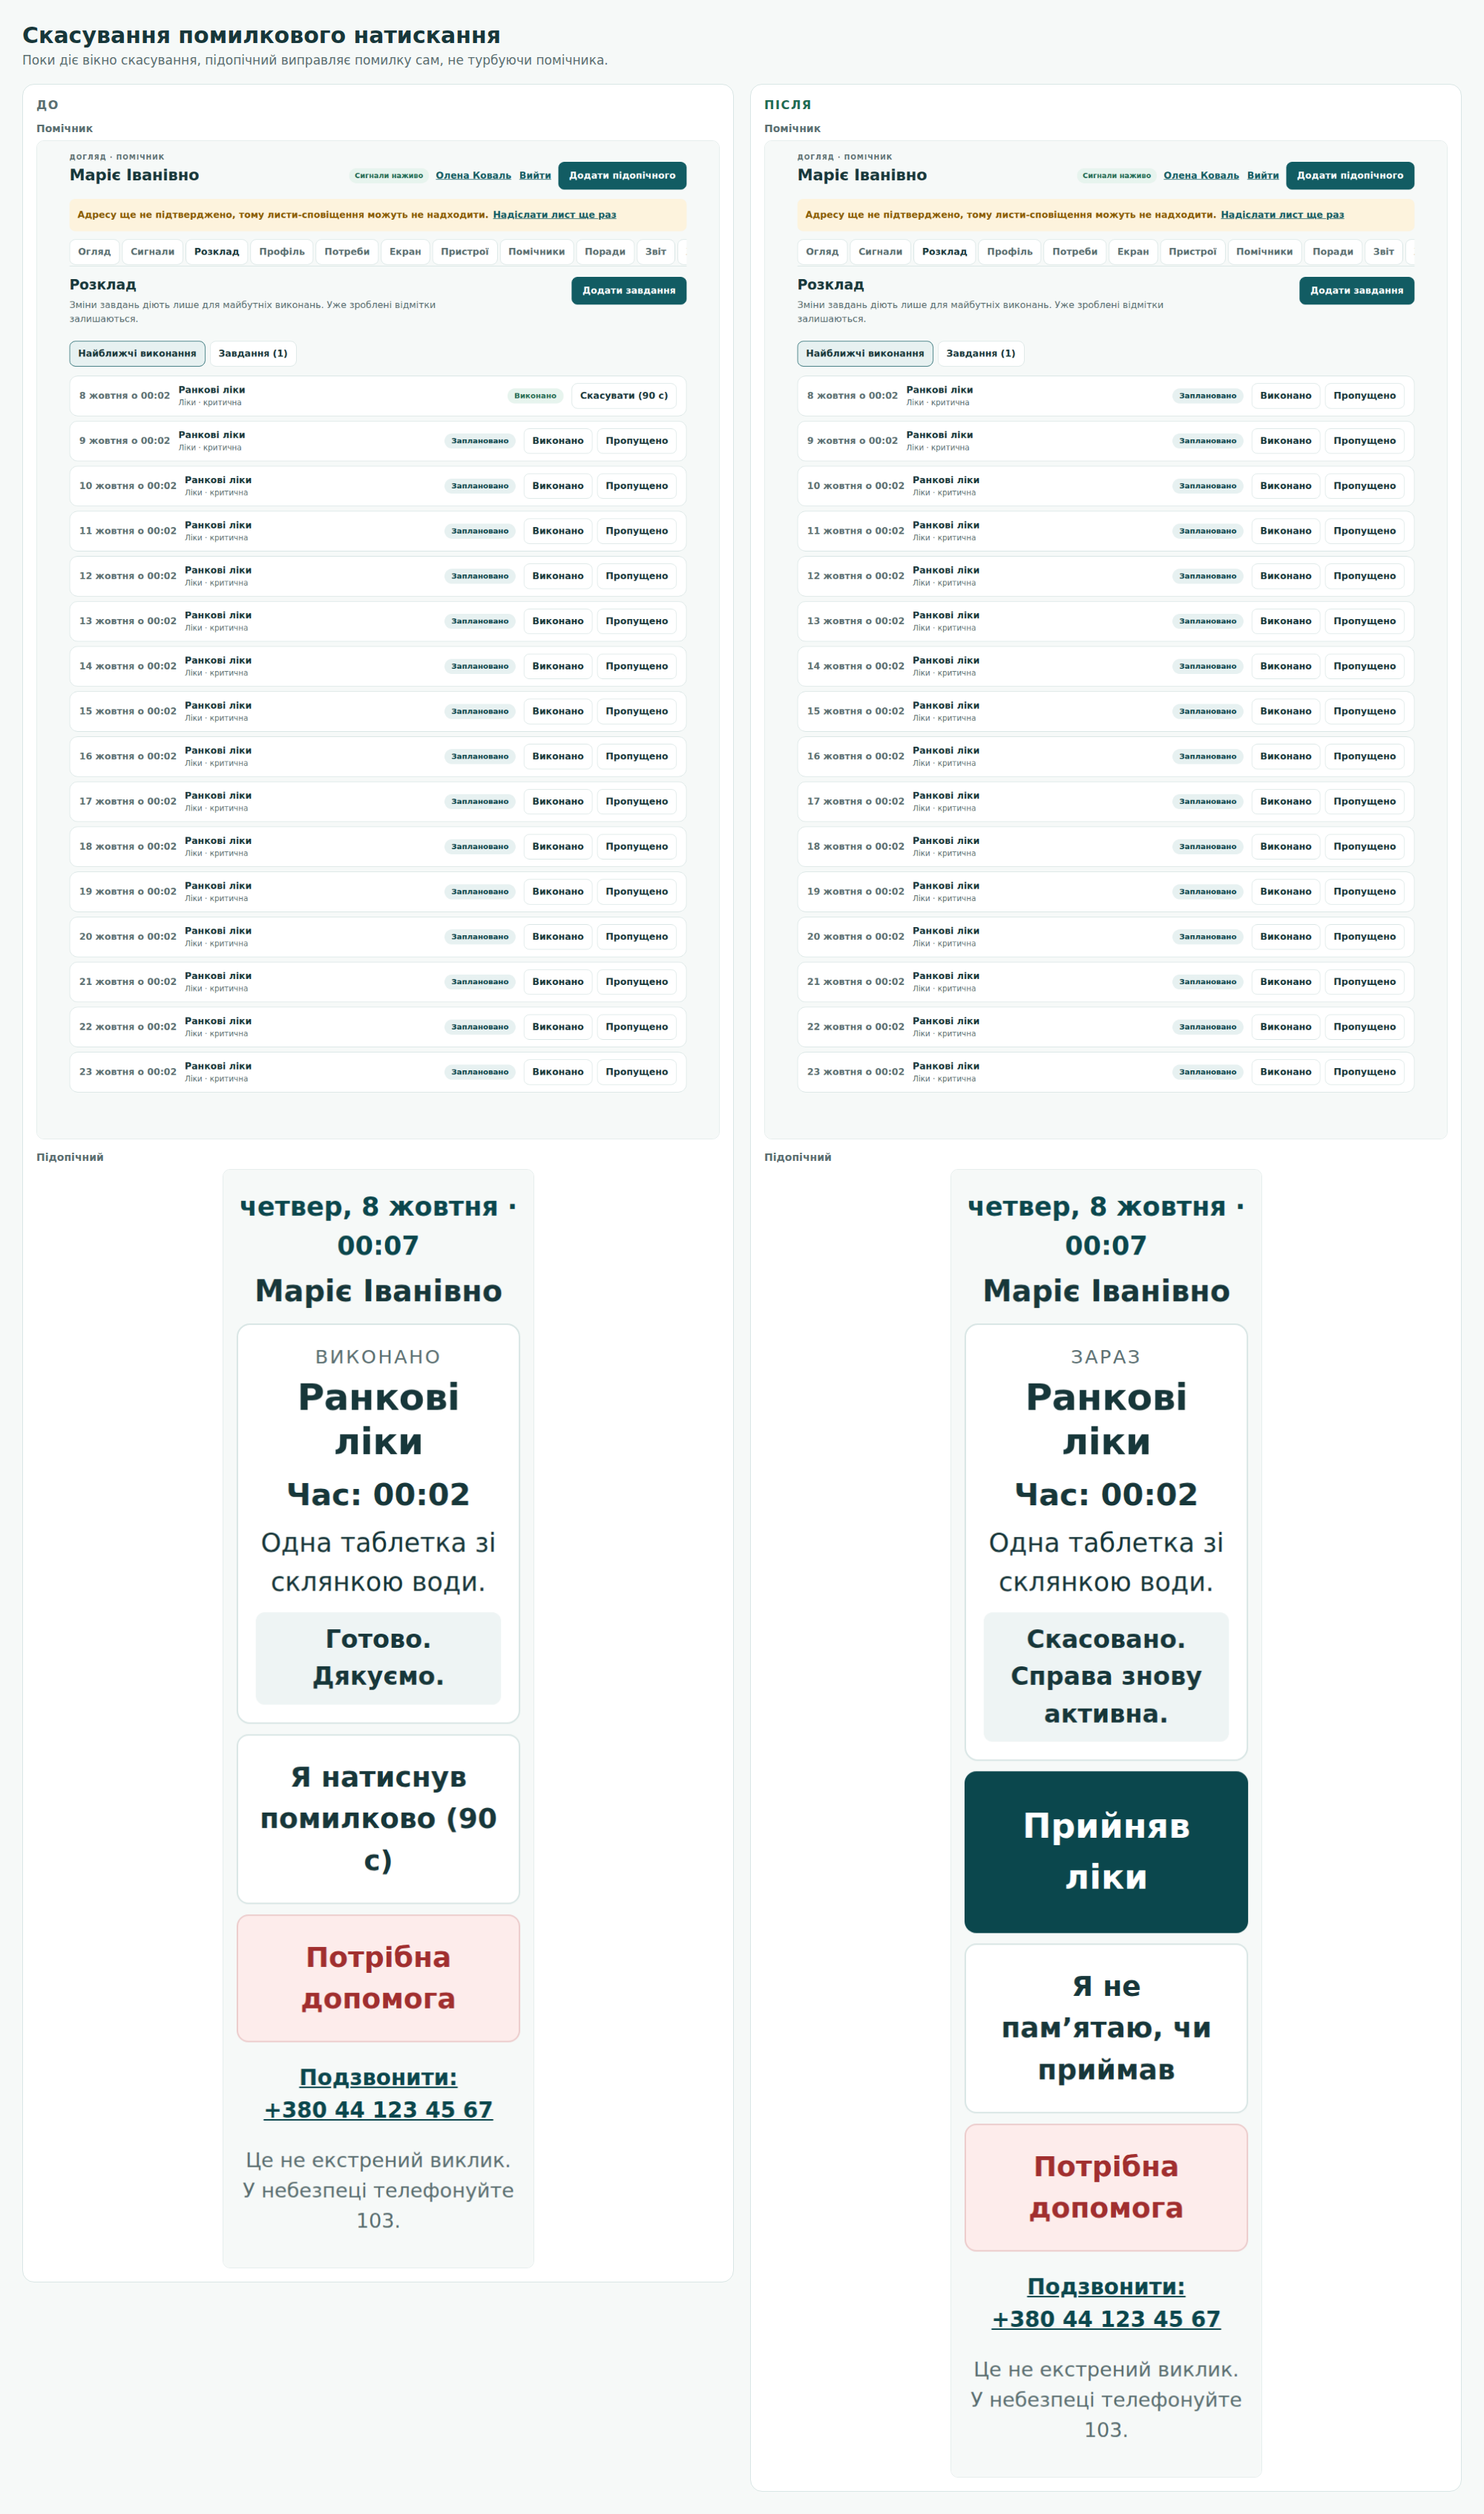 Скасування помилкового натискання
Поки діє вікно скасування, підопічний виправляє помилку сам, не турбуючи помічника.
ДО
Помічник
ДОГЛЯД · ПОМІЧНИК
Маріє Іванівно
Сигнали наживо Олена Коваль Вийти Додати підопічного
Адресу ще не підтверджено, тому листи-сповіщення можуть не надходити. Надіслати лист ще раз
Огляд Сигнали Розклад Профіль Потреби Екран Пристрої Помічники Поради Звіт
Розклад
Додати завдання
Зміни завдань діють лише для майбутніх виконань. Уже зроблені відмітки
залишаються.
Найближчі виконання Завдання (1)
8 жовтня о 00:02 Ранкові ліки Виконано Скасувати (90 с)
Ліки · критична
9 жовтня о 00:02 Ранкові ліки Заплановано Виконано Пропущено
Ліки · критична
10 жовтня о 00:02 Ранкові ліки Заплановано Виконано Пропущено
Ліки · критична
11 жовтня о 00:02 Ранкові ліки Заплановано Виконано Пропущено
Ліки · критична
12 жовтня о 00:02 Ранкові ліки Заплановано Виконано Пропущено
Ліки · критична
13 жовтня о 00:02 Ранкові ліки Заплановано Виконано Пропущено
Ліки · критична
14 жовтня о 00:02 Ранкові ліки Заплановано Виконано Пропущено
Ліки · критична
15 жовтня о 00:02 Ранкові ліки Заплановано Виконано Пропущено
Ліки · критична
16 жовтня о 00:02 Ранкові ліки Заплановано Виконано Пропущено
Ліки · критична
17 жовтня о 00:02 Ранкові ліки Заплановано Виконано Пропущено
Ліки · критична
18 жовтня о 00:02 Ранкові ліки Заплановано Виконано Пропущено
Ліки · критична
19 жовтня о 00:02 Ранкові ліки Заплановано Виконано Пропущено
Ліки · критична
20 жовтня о 00:02 Ранкові ліки Заплановано Виконано Пропущено
Ліки · критична
21 жовтня о 00:02 Ранкові ліки Заплановано Виконано Пропущено
Ліки · критична
22 жовтня о 00:02 Ранкові ліки Заплановано Виконано Пропущено
Ліки · критична
23 жовтня о 00:02 Ранкові ліки Заплановано Виконано Пропущено
Ліки · критична
Підопічний
четвер, 8 жовтня ·
00:07
Маріє Іванівно
ВИКОНАНО
Ранкові
ліки
Час: 00:02
Одна таблетка зі
склянкою води.
Готово.
Дякуємо.
Я натиснув
помилково (90
с)
Потрібна
допомога
Подзвонити:
+380 44 123 45 67
Це не екстрений виклик.
У небезпеці телефонуйте
103.
ПІСЛЯ
Помічник
ДОГЛЯД · ПОМІЧНИК
Маріє Іванівно
Сигнали наживо Олена Коваль Вийти Додати підопічного
Адресу ще не підтверджено, тому листи-сповіщення можуть не надходити. Надіслати лист ще раз
Огляд Сигнали Розклад Профіль Потреби Екран Пристрої Помічники Поради Звіт
Розклад
Додати завдання
Зміни завдань діють лише для майбутніх виконань. Уже зроблені відмітки
залишаються.
Найближчі виконання Завдання (1)
8 жовтня о 00:02 Ранкові ліки Заплановано Виконано Пропущено
Ліки · критична
9 жовтня о 00:02 Ранкові ліки Заплановано Виконано Пропущено
Ліки · критична
10 жовтня о 00:02 Ранкові ліки Заплановано Виконано Пропущено
Ліки · критична
11 жовтня о 00:02 Ранкові ліки Заплановано Виконано Пропущено
Ліки · критична
12 жовтня о 00:02 Ранкові ліки Заплановано Виконано Пропущено
Ліки · критична
13 жовтня о 00:02 Ранкові ліки Заплановано Виконано Пропущено
Ліки · критична
14 жовтня о 00:02 Ранкові ліки Заплановано Виконано Пропущено
Ліки · критична
15 жовтня о 00:02 Ранкові ліки Заплановано Виконано Пропущено
Ліки · критична
16 жовтня о 00:02 Ранкові ліки Заплановано Виконано Пропущено
Ліки · критична
17 жовтня о 00:02 Ранкові ліки Заплановано Виконано Пропущено
Ліки · критична
18 жовтня о 00:02 Ранкові ліки Заплановано Виконано Пропущено
Ліки · критична
19 жовтня о 00:02 Ранкові ліки Заплановано Виконано Пропущено
Ліки · критична
20 жовтня о 00:02 Ранкові ліки Заплановано Виконано Пропущено
Ліки · критична
21 жовтня о 00:02 Ранкові ліки Заплановано Виконано Пропущено
Ліки · критична
22 жовтня о 00:02 Ранкові ліки Заплановано Виконано Пропущено
Ліки · критична
23 жовтня о 00:02 Ранкові ліки Заплановано Виконано Пропущено
Ліки · критична
Підопічний
четвер, 8 жовтня ·
00:07
Маріє Іванівно
ЗАРАЗ
Ранкові
ліки
Час: 00:02
Одна таблетка зі
склянкою води.
Скасовано.
Справа знову
активна.
Прийняв
ліки
Я не
пам’ятаю, чи
приймав
Потрібна
допомога
Подзвонити:
+380 44 123 45 67
Це не екстрений виклик.
У небезпеці телефонуйте
103.